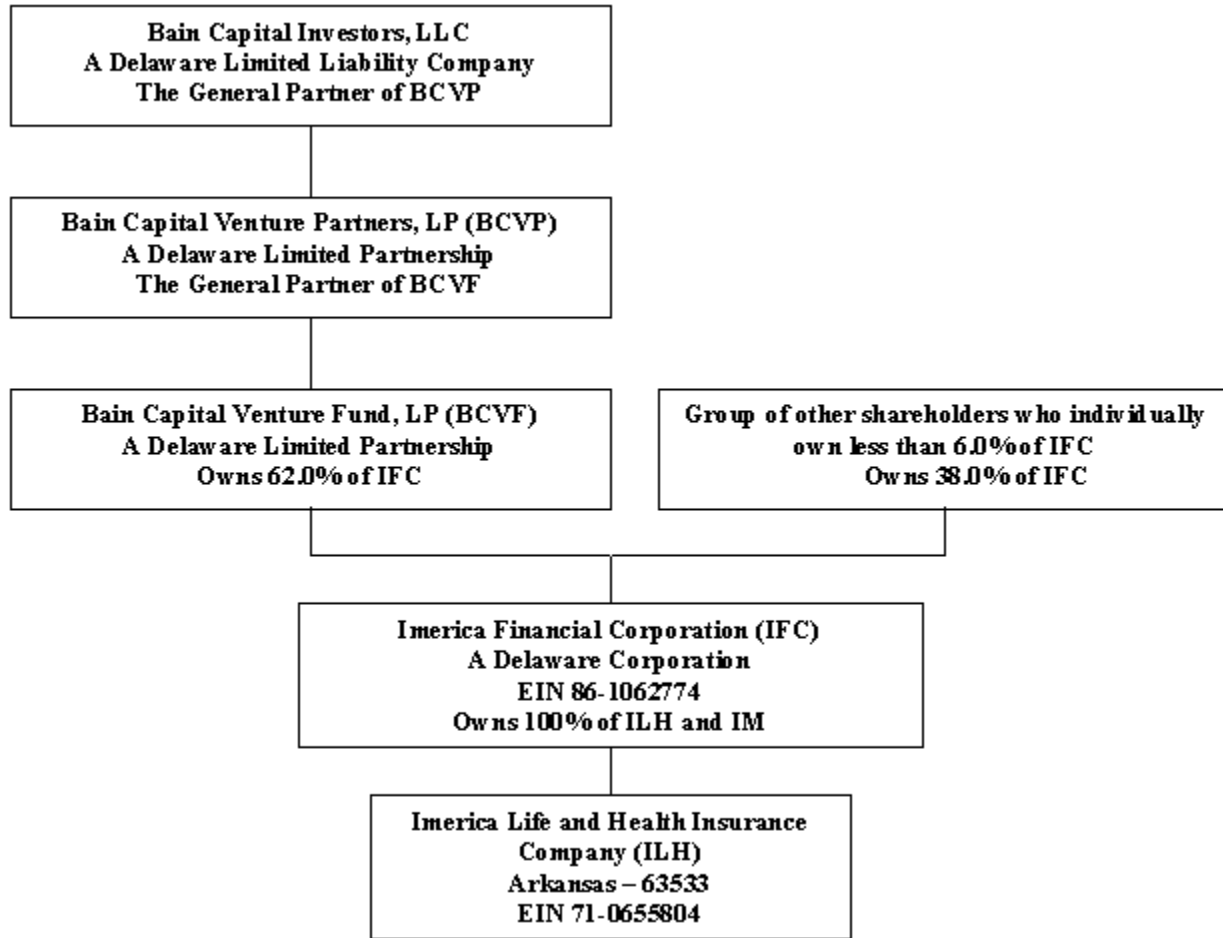 Bain Capital Investors, LLC
A Delaware Limited Liability Company
The General Partner of BCVP
Bain Capital Venture Partners, LP (BCVP)
A Delaware Limited Partnership
The General Partner of BCVF
Bain Capital Venture Fund, LP (BCVF)
A Delaware Limited Partnership
Owns 62.0% of IFC
Group of other shareholders who individually
own less than 6.0% of IFC
Owns 38.0% of IFC
Imerica Financial Corporation (IFC)
A Delaware Corporation
EIN 86-1062774
Owns 100% of ILH and IM
Imerica Life and Health Insurance
Company (ILH)
Arkansas – 63533
EIN 71-0655804